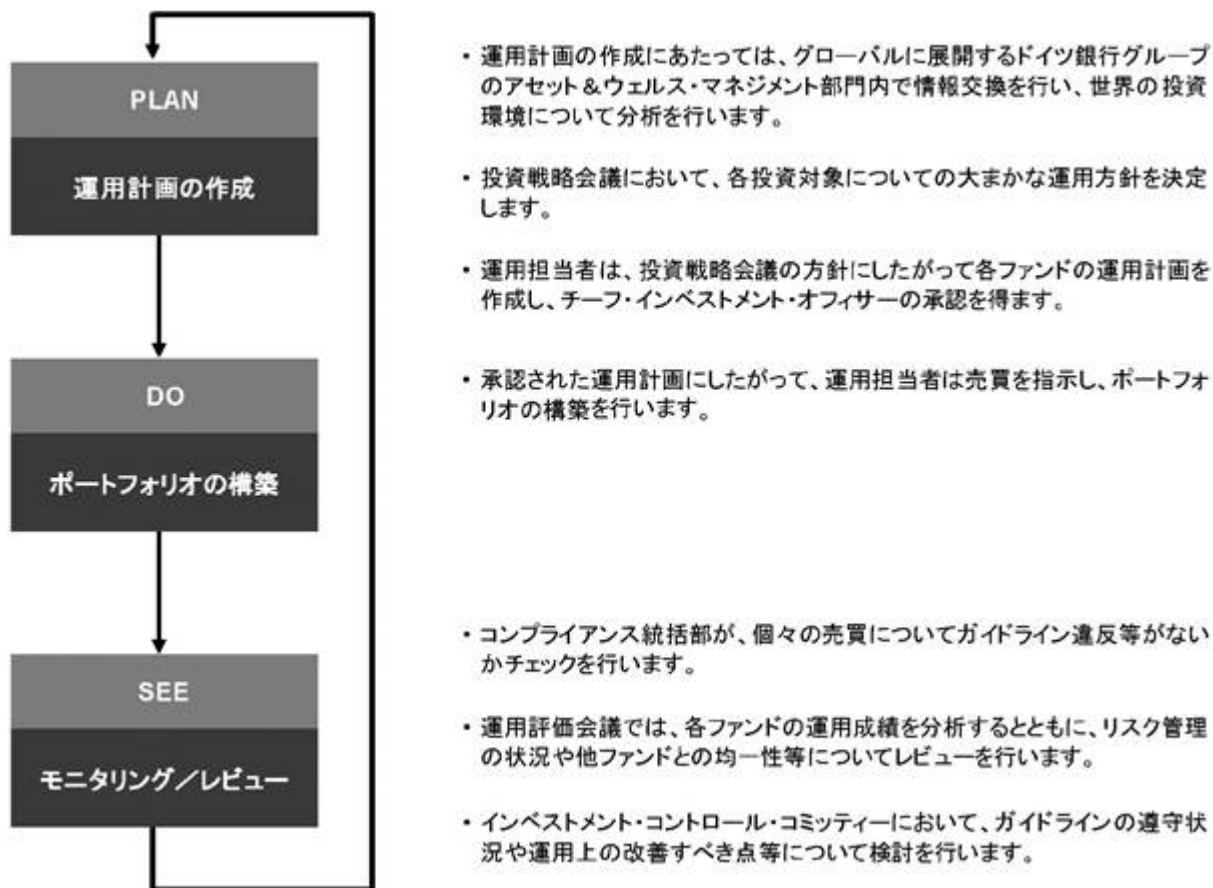 PLAN
運用計画の作成
・運用計画の作成にあたっては、グローバルに展開するドイツ銀行グループ
のアセット&ウェルス・マネジメント部門内で情報交換を行い、世界の投資
環境について分析を行います。
・投資戦略会議において、各投資対象についての大まかな運用方針を決定
します。
・運用担当者は、投資戦略会議の方針にしたがって各ファンドの運用計画を
作成し、チーフ・インベストメント・オフィサーの承認を得ます。
DO
ポートフォリオの構築
・承認された運用計画にしたがって、運用担当者は売買を指示し、ポートフォ
リオの構築を行います。
SEE
モニタリング/レビュー
・コンプライアンス統括部が、個々の売買についてガイドライン違反等がない
かチェックを行います。
・運用評価会議では、各ファンドの運用成績を分析するとともに、リスク管理
の状況や他ファンドとの均一性等についてレビューを行います。
・インベストメント・コントロール・コミッティーにおいて、ガイドラインの遵守状
況や運用上の改善すべき点等について検討を行います。